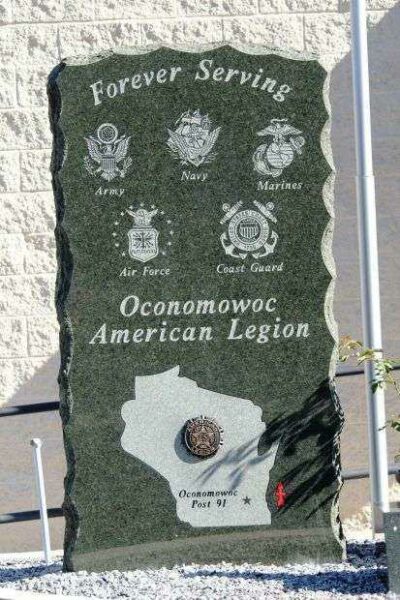 Forever Serving
Army
Navy
Marines
Air Force
Coast Guard
Oconomowoc
American Legion
Oconomowoc
Post 91